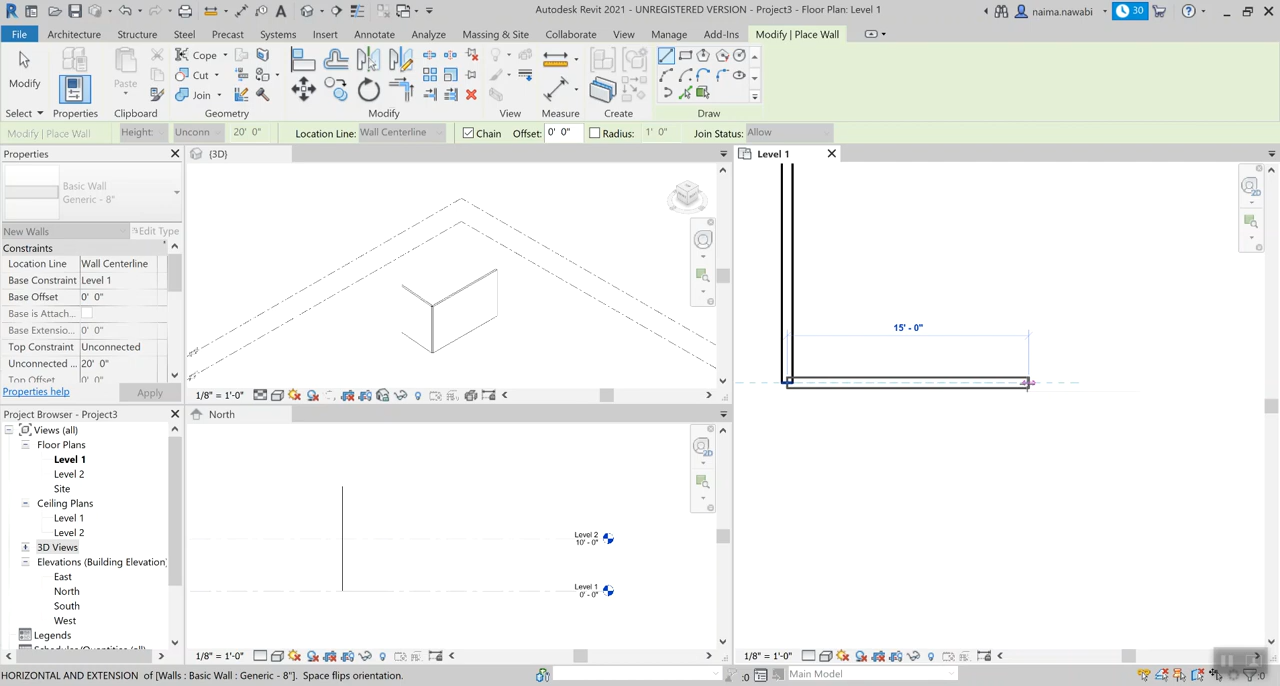 Autodesk Revit 2021 - UNREGISTERED VERSION - Project3 - Floor Plan: Level 1
naima.nawabi
30
File Architecture Structure Steel Precast Systems Insert Annotate Analyze Massing & Site Collaborate View Manage Add-Ins Modify | Place Wall
Modify
Paste
Cope
Cut
Join
Select Properties Clipboard Geometry Modify View Measure Create Draw
Modify | Place Wall Height: Unconn 20' 0" Location Line: Wall Centerline Chain Offset: 0' 0" Radius: 1' 0" Join Status: Allow
Properties
Basic Wall
Generic - 8"
New Walls Edit Type
Constraints
Location Line Wall Centerline
Base Constraint Level 1
Base Offset 0' 0"
Base is Attach...
Base Extensio... 0' 0"
Top Constraint Unconnected
Unconnected ... 20' 0"
Top Offset 0' 0"
Properties help Apply
Project Browser - Project3
Views (all)
Floor Plans
Level 1
Level 2
Site
Ceiling Plans
Level 1
Level 2
3D Views
Elevations (Building Elevation)
East
North
South
West
Legends
Schedules/Quantities (all)
{3D}
1/8" = 1'-0"
North
Level 2
10' - 0"
Level 1
0' - 0"
1/8" = 1'-0"
Level 1
15' - 0"
2D
1/8" = 1'-0"
HORIZONTAL AND EXTENSION of [Walls : Basic Wall : Generic - 8"]. Space flips orientation.
:0
Main Model
:0